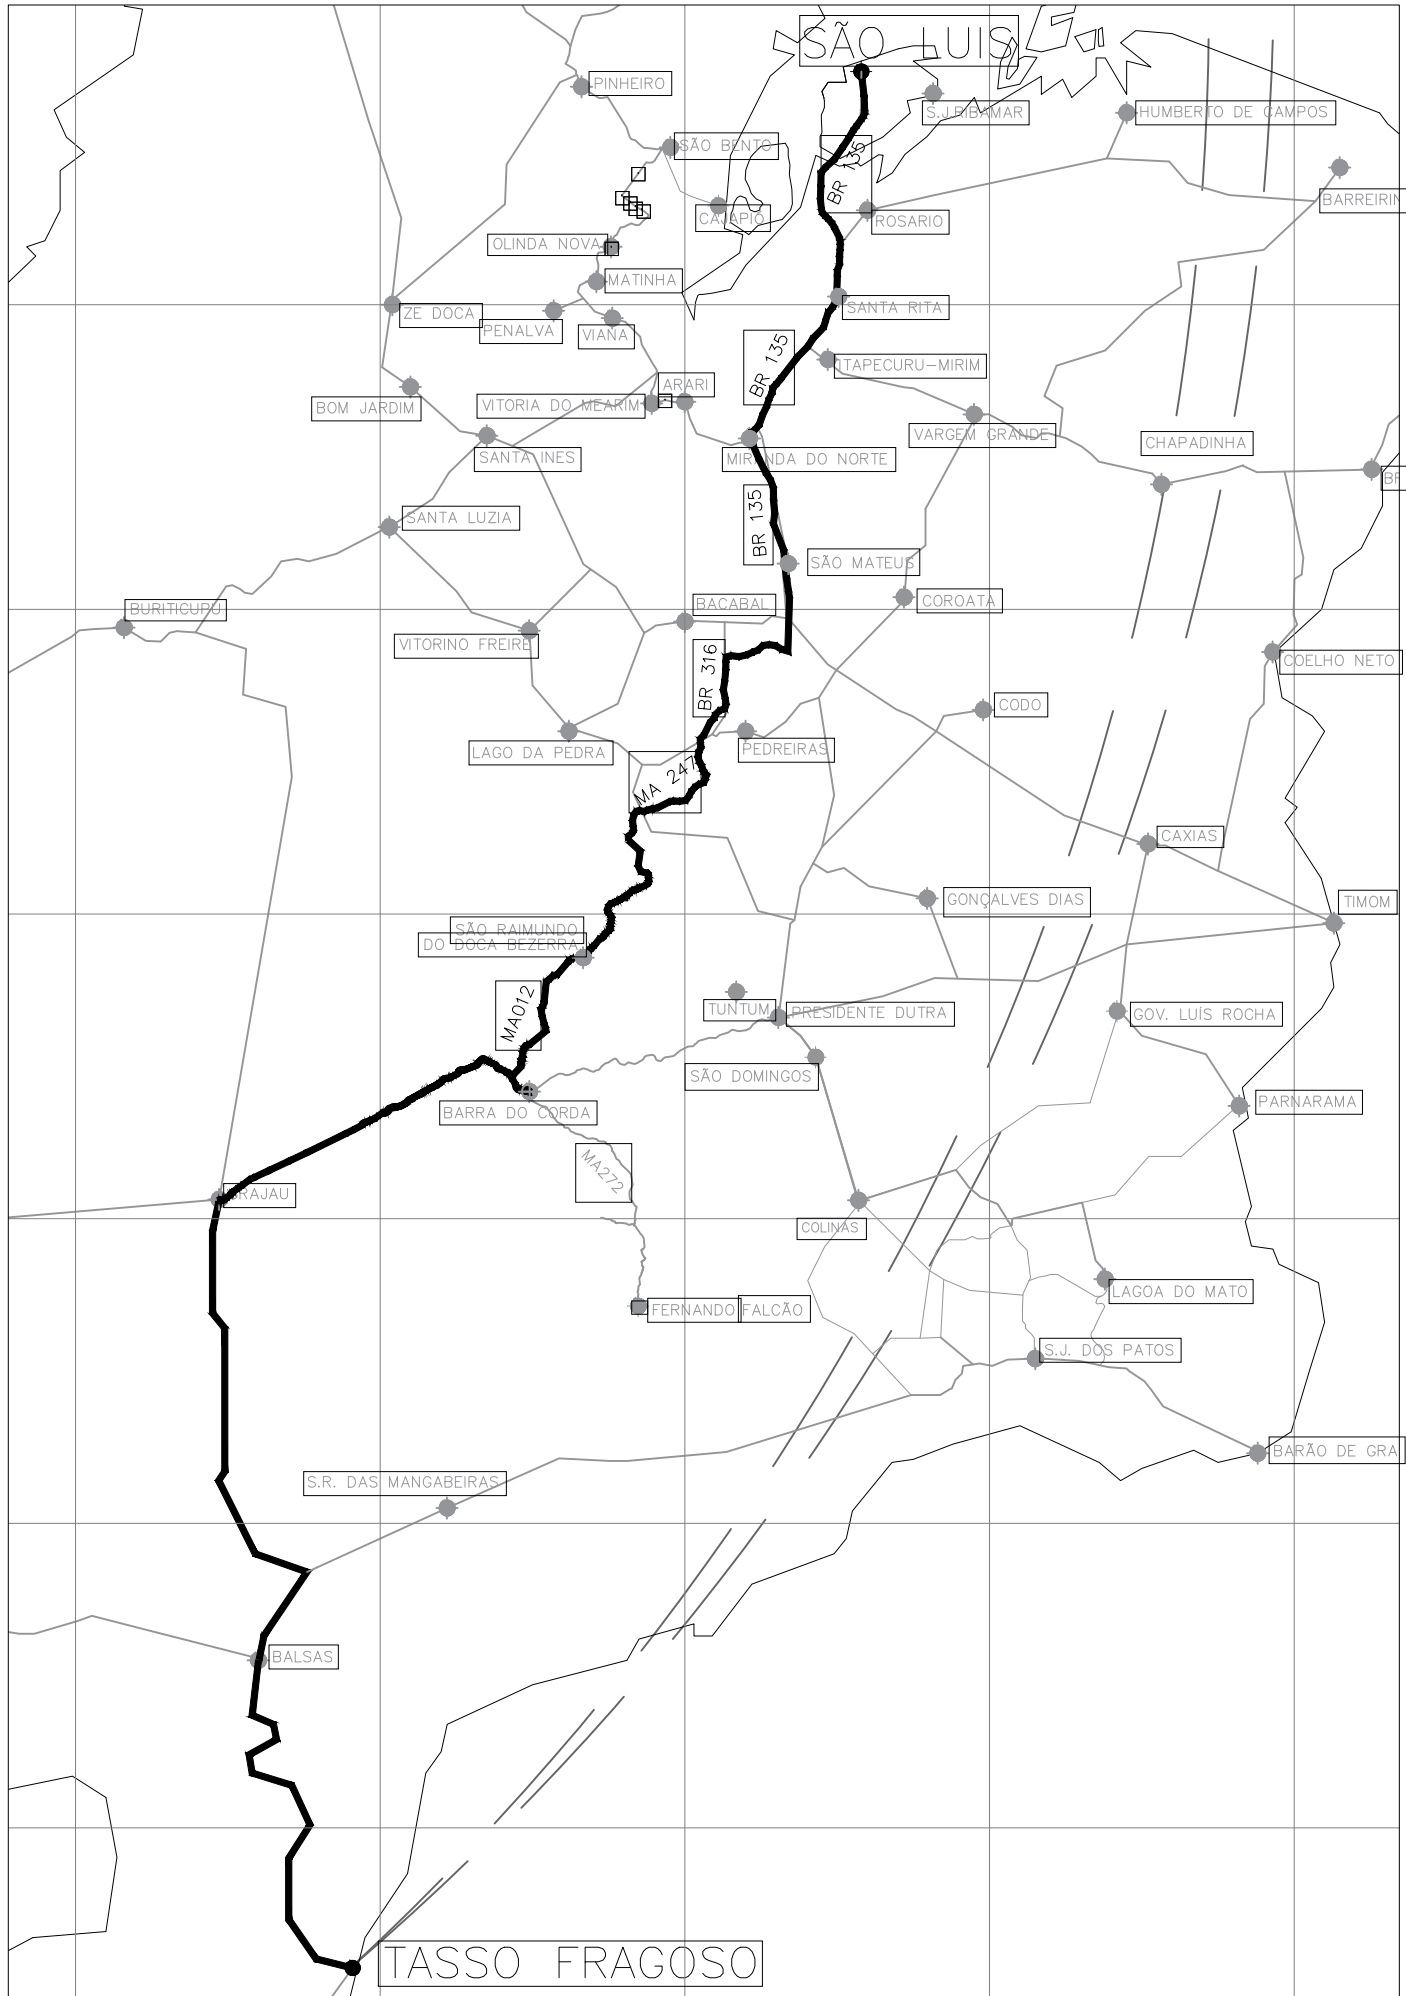 SÃO LUIS
PINHEIRO
S.J.RIBAMAR
HUMBERTO DE CAMPOS
SÃO BENTO
BR 135
CAJAPIÓ
ROSARIO
OLINDA NOVA
MATINHA
ZE DOCA
PENALVA
VIANA
SANTA RITA
BR 135
ITAPECURU-MIRIM
ARARI
BOM JARDIM
VITORIA DO MEARIM
VARGEM GRANDE
CHAPADINHA
SANTA INES
MIRANDA DO NORTE
SANTA LUZIA
BR 135
SÃO MATEUS
BURITICUPU
BACABAL
COROATÁ
VITORINO FREIRE
BR 316
COELHO NETO
CODO
LAGO DA PEDRA
PEDREIRAS
MA 247
CAXIAS
GONÇALVES DIAS
TIMOM
SÃO RAIMUNDO
DO DOCA BEZERRA
MA012
TUNTUM
PRESIDENTE DUTRA
GOV. LUÍS ROCHA
SÃO DOMINGOS
BARRA DO CORDA
PARNARAMA
MA272
GRAJAU
COLINAS
LAGOA DO MATO
FERNANDO FALCÃO
S.J. DOS PATOS
BARÃO DE GRA
S.R. DAS MANGABEIRAS
BALSAS
TASSO FRAGOSO